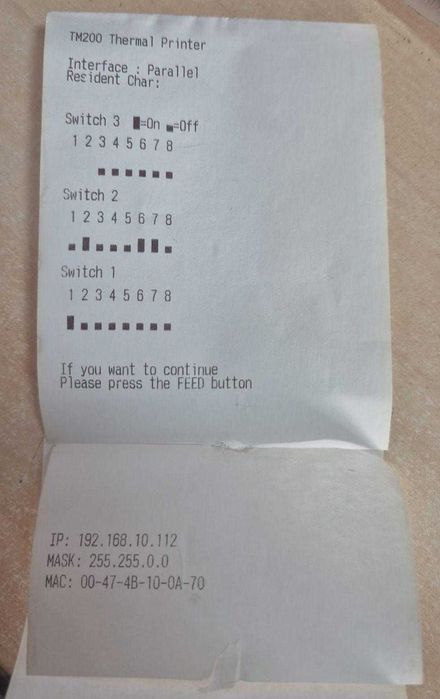 TM200 Thermal Printer
Interface : Parallel
Resident Char:
Switch 3 ▮=On ▄=Off
1 2 3 4 5 6 7 8
Switch 2
1 2 3 4 5 6 7 8
Switch 1
1 2 3 4 5 6 7 8
If you want to continue
Please press the FEED button
IP: 192.168.10.112
MASK: 255.255.0.0
MAC: 00-47-4B-10-0A-70